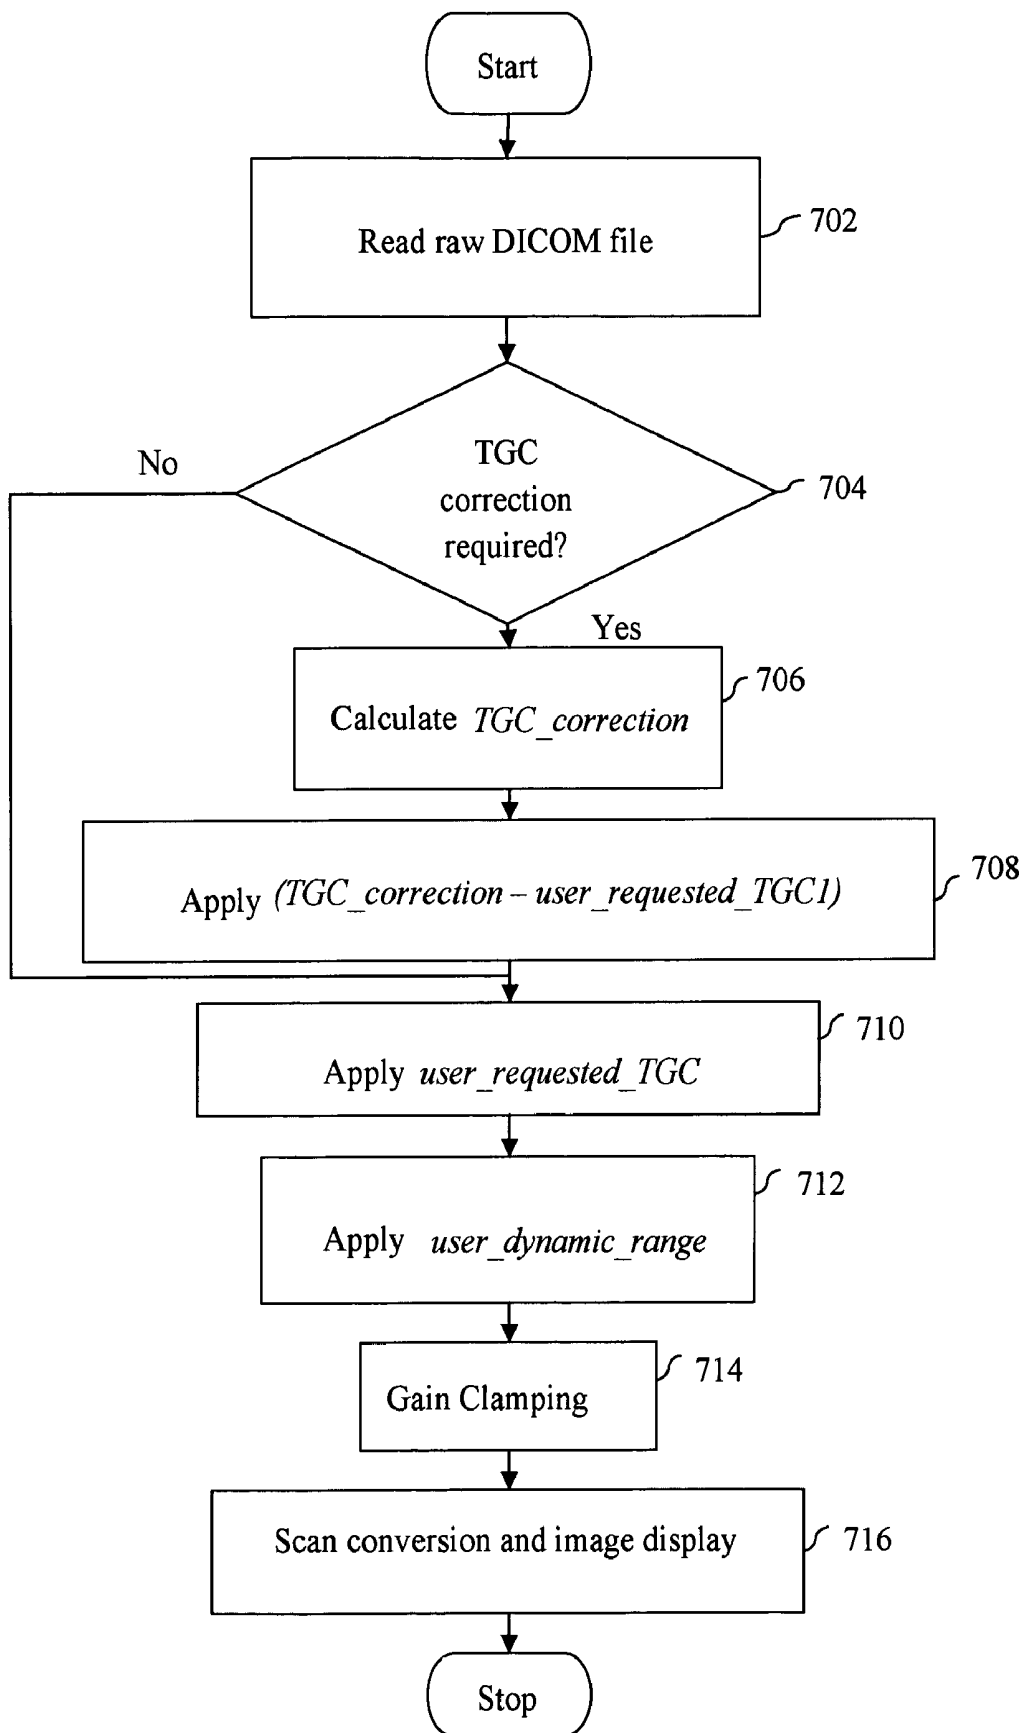 Start
Read raw DICOM file
702
TGC
correction
required?
704
No
Yes
Calculate TGC_correction
706
Apply (TGC_correction – user_requested_TGC1)
708
Apply user_requested_TGC
710
Apply user_dynamic_range
712
Gain Clamping
714
Scan conversion and image display
716
Stop